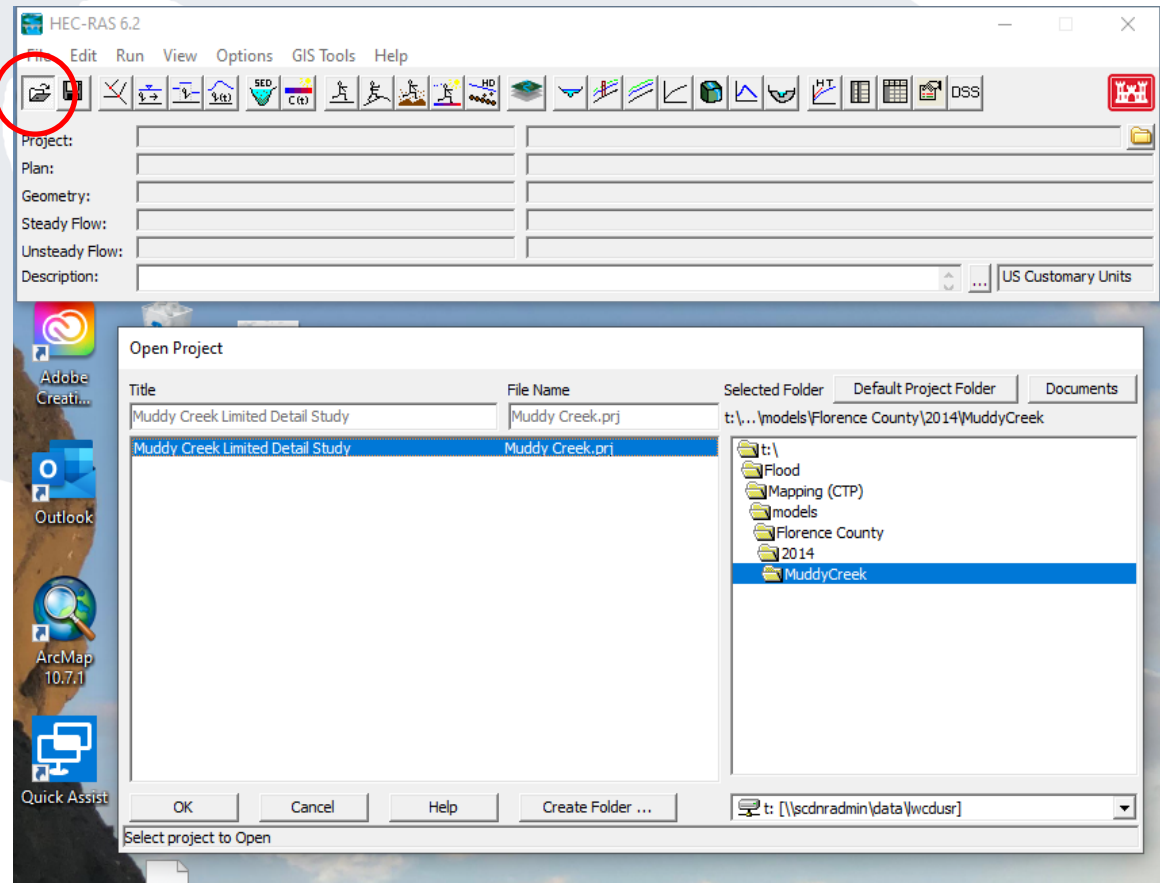 HEC-RAS 6.2
File Edit Run View Options GIS Tools Help
SED C(t) HD HT DSS
Project:
Plan:
Geometry:
Steady Flow:
Unsteady Flow:
Description: ... US Customary Units
Adobe
Creati...
Outlook
ArcMap
10.7.1
Quick Assist
Open Project
Title File Name Selected Folder Default Project Folder Documents
Muddy Creek Limited Detail Study Muddy Creek.prj t:\...\models\Florence County\2014\MuddyCreek
Muddy Creek Limited Detail Study Muddy Creek.prj
t:\
Flood
Mapping (CTP)
models
Florence County
2014
MuddyCreek
OK Cancel Help Create Folder ... t: [\\scdnradmin\data\lwcdusr]
Select project to Open